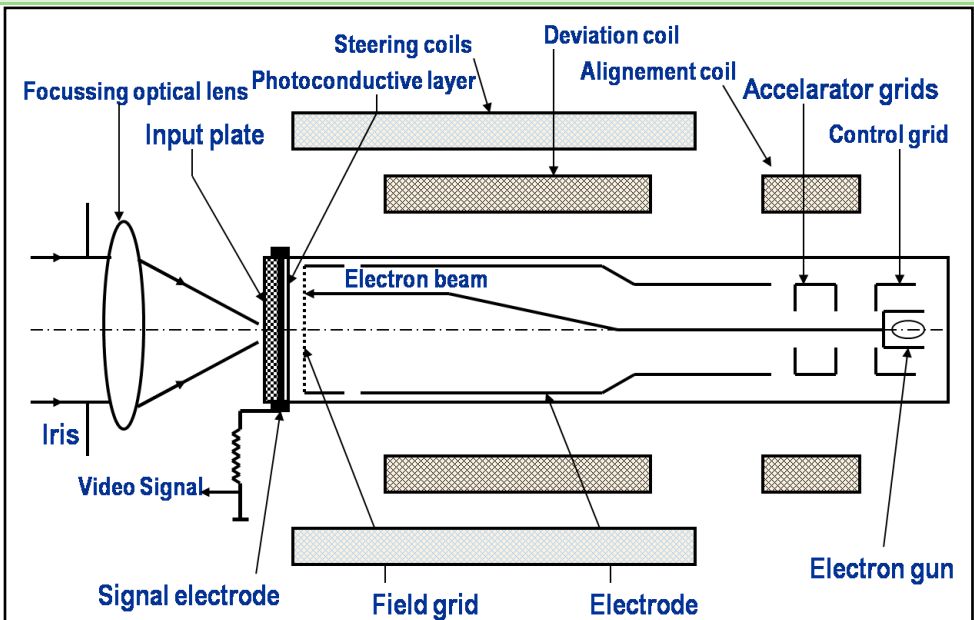 Steering coils
Deviation coil
Photoconductive layer
Alignement coil
Focussing optical lens
Accelarator grids
Input plate
Control grid
Electron beam
Iris
Video Signal
Signal electrode
Field grid
Electrode
Electron gun